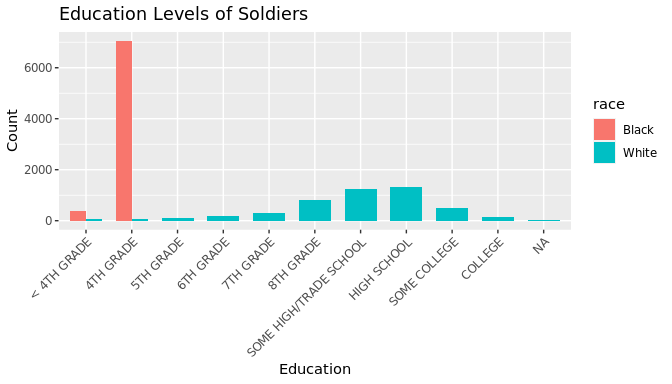 Education Levels of Soldiers
Count
6000
4000
2000
0
< 4TH GRADE
4TH GRADE
5TH GRADE
6TH GRADE
7TH GRADE
8TH GRADE
SOME HIGH/TRADE SCHOOL
HIGH SCHOOL
SOME COLLEGE
COLLEGE
NA
Education
race
Black
White